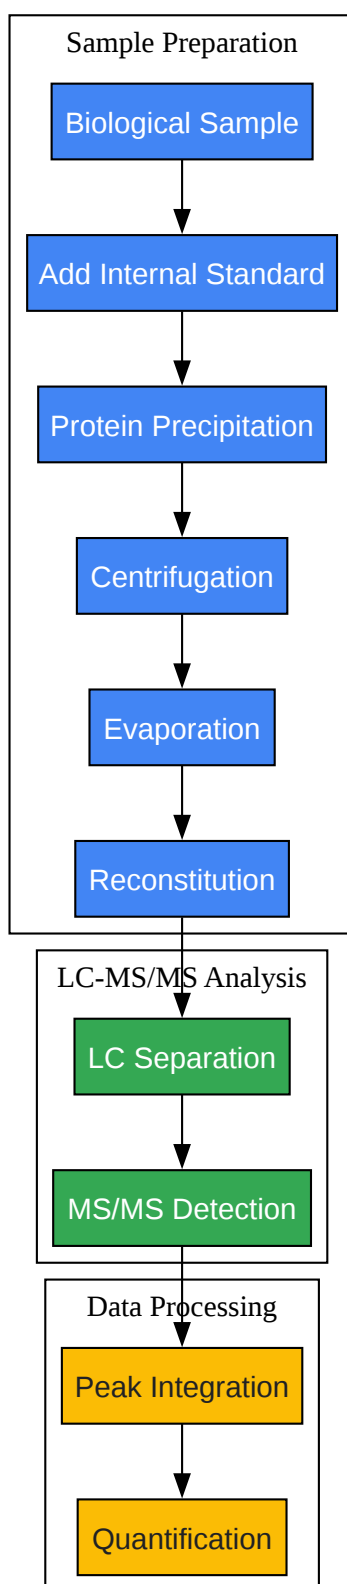 Sample Preparation
Biological Sample
Add Internal Standard
Protein Precipitation
Centrifugation
Evaporation
Reconstitution
LC-MS/MS Analysis
LC Separation
MS/MS Detection
Data Processing
Peak Integration
Quantification